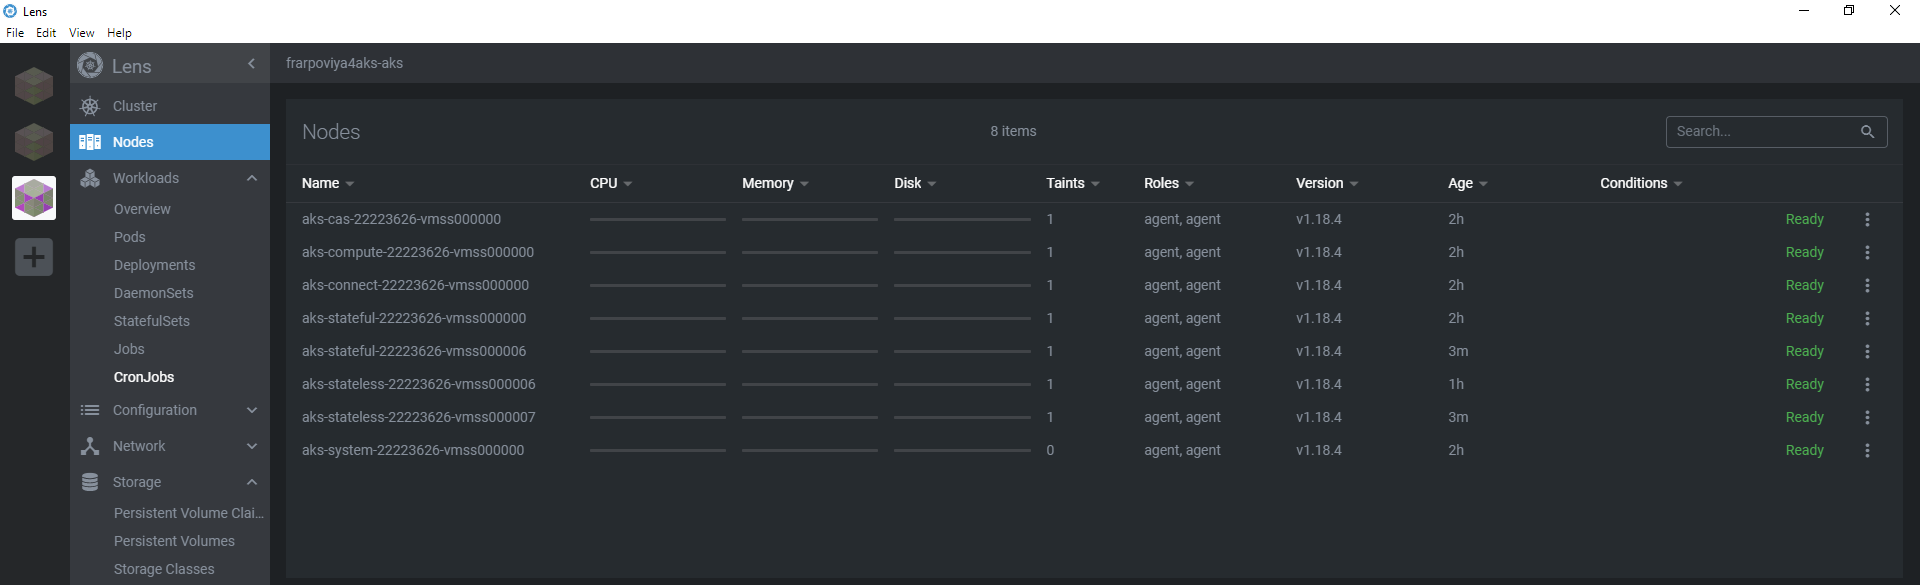 Lens
File Edit View Help
Lens
frarpoviya4aks-aks
Cluster
Nodes
Workloads
Overview
Pods
Deployments
DaemonSets
StatefulSets
Jobs
CronJobs
Configuration
Network
Storage
Persistent Volume Clai...
Persistent Volumes
Storage Classes
Nodes 8 items Search...
Name CPU Memory Disk Taints Roles Version Age Conditions
aks-cas-22223626-vmss000000 1 agent, agent v1.18.4 2h Ready
aks-compute-22223626-vmss000000 1 agent, agent v1.18.4 2h Ready
aks-connect-22223626-vmss000000 1 agent, agent v1.18.4 2h Ready
aks-stateful-22223626-vmss000000 1 agent, agent v1.18.4 2h Ready
aks-stateful-22223626-vmss000006 1 agent, agent v1.18.4 3m Ready
aks-stateless-22223626-vmss000006 1 agent, agent v1.18.4 1h Ready
aks-stateless-22223626-vmss000007 1 agent, agent v1.18.4 3m Ready
aks-system-22223626-vmss000000 0 agent, agent v1.18.4 2h Ready